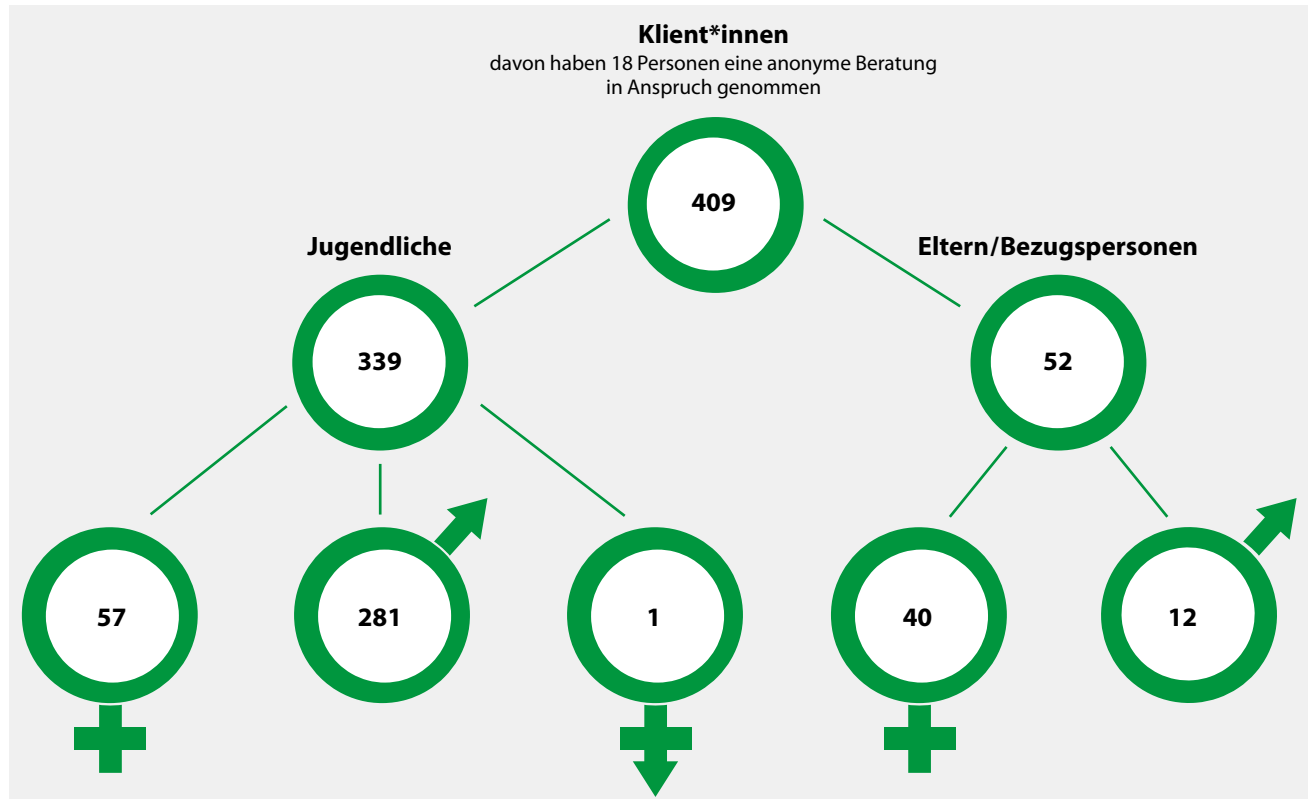 Klient*innen
davon haben 18 Personen eine anonyme Beratung
in Anspruch genommen
409
Jugendliche
Eltern/Bezugspersonen
339
52
57
281
1
40
12